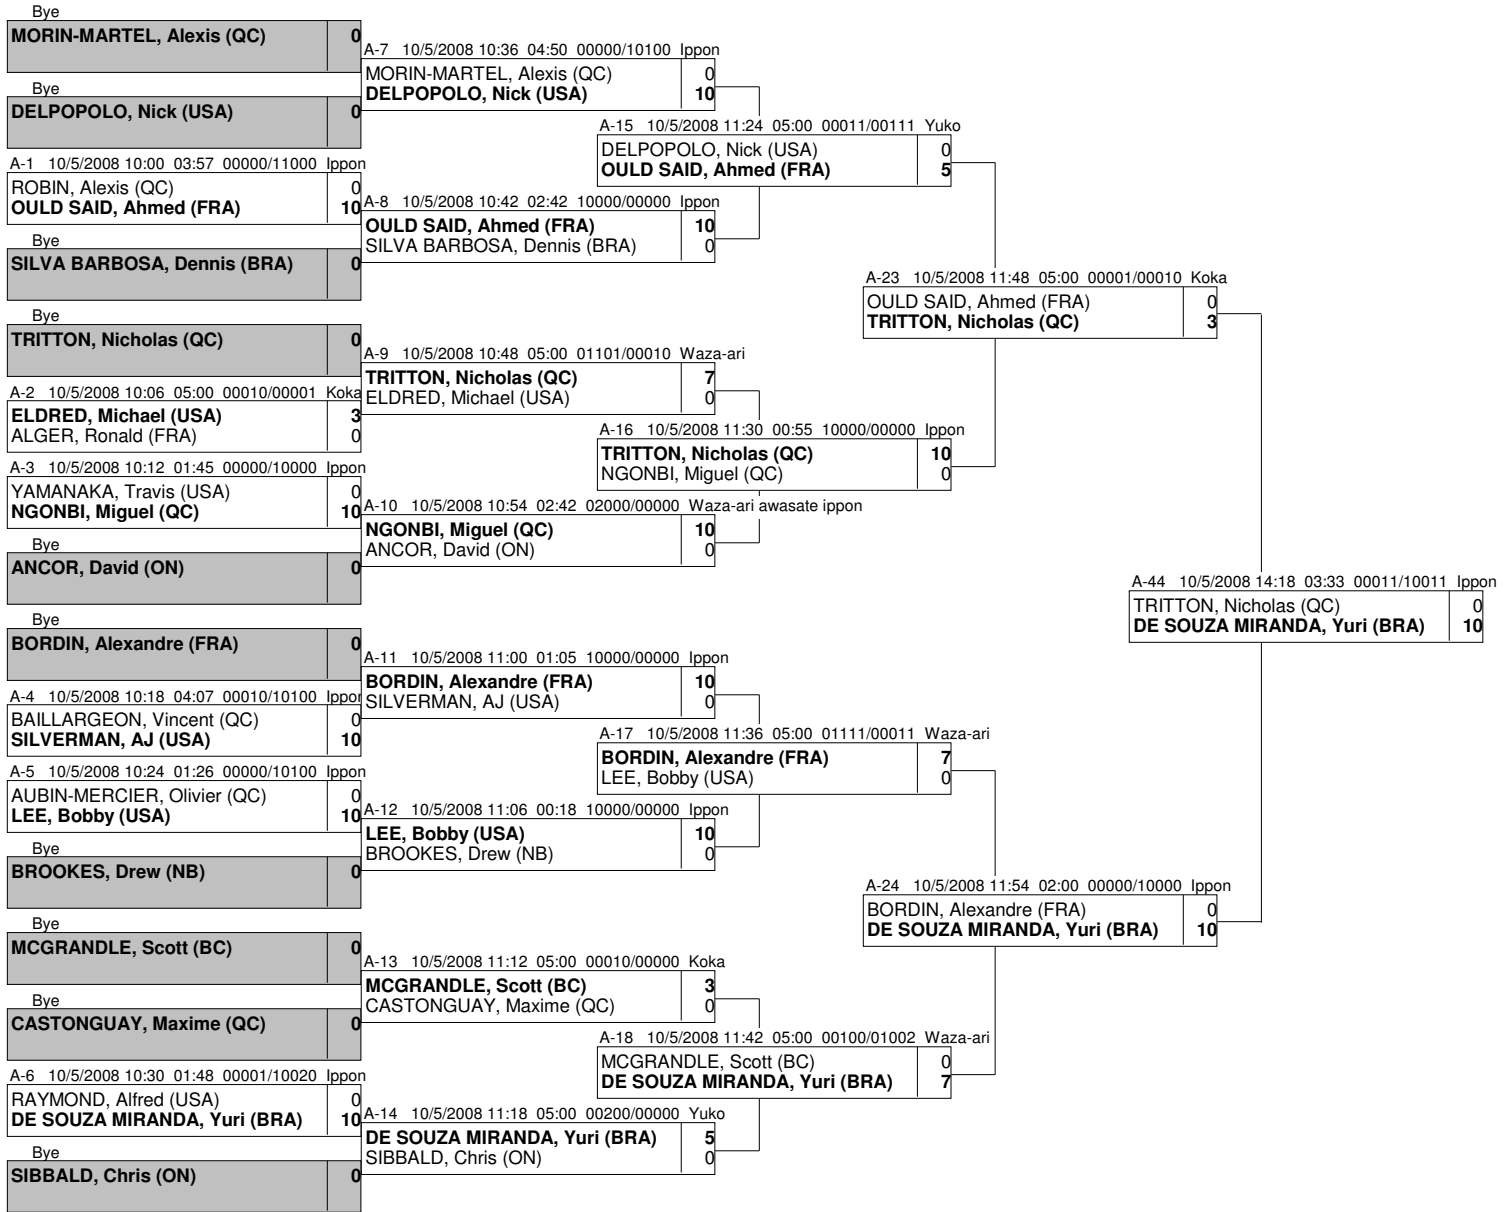 Bye
MORIN-MARTEL, Alexis (QC) 0
Bye
DELPOPOLO, Nick (USA) 0
A-1 10/5/2008 10:00 03:57 00000/11000 Ippon
ROBIN, Alexis (QC) 0
OULD SAID, Ahmed (FRA) 10
Bye
SILVA BARBOSA, Dennis (BRA) 0
Bye
TRITTON, Nicholas (QC) 0
A-2 10/5/2008 10:06 05:00 00010/00001 Koka
ELDRED, Michael (USA) 3
ALGER, Ronald (FRA) 0
A-3 10/5/2008 10:12 01:45 00000/10000 Ippon
YAMANAKA, Travis (USA) 0
NGONBI, Miguel (QC) 10
Bye
ANCOR, David (ON) 0
Bye
BORDIN, Alexandre (FRA) 0
A-4 10/5/2008 10:18 04:07 00010/10100 Ippon
BAILLARGEON, Vincent (QC) 0
SILVERMAN, AJ (USA) 10
A-5 10/5/2008 10:24 01:26 00000/10100 Ippon
AUBIN-MERCIER, Olivier (QC) 0
LEE, Bobby (USA) 10
Bye
BROOKES, Drew (NB) 0
Bye
MCGRANDLE, Scott (BC) 0
Bye
CASTONGUAY, Maxime (QC) 0
A-6 10/5/2008 10:30 01:48 00001/10020 Ippon
RAYMOND, Alfred (USA) 0
DE SOUZA MIRANDA, Yuri (BRA) 10
Bye
SIBBALD, Chris (ON) 0
A-7 10/5/2008 10:36 04:50 00000/10100 Ippon
MORIN-MARTEL, Alexis (QC) 0
DELPOPOLO, Nick (USA) 10
A-8 10/5/2008 10:42 02:42 10000/00000 Ippon
OULD SAID, Ahmed (FRA) 10
SILVA BARBOSA, Dennis (BRA) 0
A-9 10/5/2008 10:48 05:00 01101/00010 Waza-ari
TRITTON, Nicholas (QC) 7
ELDRED, Michael (USA) 0
A-10 10/5/2008 10:54 02:42 02000/00000 Waza-ari awasate ippon
NGONBI, Miguel (QC) 10
ANCOR, David (ON) 0
A-11 10/5/2008 11:00 01:05 10000/00000 Ippon
BORDIN, Alexandre (FRA) 10
SILVERMAN, AJ (USA) 0
A-12 10/5/2008 11:06 00:18 10000/00000 Ippon
LEE, Bobby (USA) 10
BROOKES, Drew (NB) 0
A-13 10/5/2008 11:12 05:00 00010/00000 Koka
MCGRANDLE, Scott (BC) 3
CASTONGUAY, Maxime (QC) 0
A-14 10/5/2008 11:18 05:00 00200/00000 Yuko
DE SOUZA MIRANDA, Yuri (BRA) 5
SIBBALD, Chris (ON) 0
A-15 10/5/2008 11:24 05:00 00011/00111 Yuko
DELPOPOLO, Nick (USA) 0
OULD SAID, Ahmed (FRA) 5
A-16 10/5/2008 11:30 00:55 10000/00000 Ippon
TRITTON, Nicholas (QC) 10
NGONBI, Miguel (QC) 0
A-17 10/5/2008 11:36 05:00 01111/00011 Waza-ari
BORDIN, Alexandre (FRA) 7
LEE, Bobby (USA) 0
A-18 10/5/2008 11:42 05:00 00100/01002 Waza-ari
MCGRANDLE, Scott (BC) 0
DE SOUZA MIRANDA, Yuri (BRA) 7
A-23 10/5/2008 11:48 05:00 00001/00010 Koka
OULD SAID, Ahmed (FRA) 0
TRITTON, Nicholas (QC) 3
A-24 10/5/2008 11:54 02:00 00000/10000 Ippon
BORDIN, Alexandre (FRA) 0
DE SOUZA MIRANDA, Yuri (BRA) 10
A-44 10/5/2008 14:18 03:33 00011/10011 Ippon
TRITTON, Nicholas (QC) 0
DE SOUZA MIRANDA, Yuri (BRA) 10